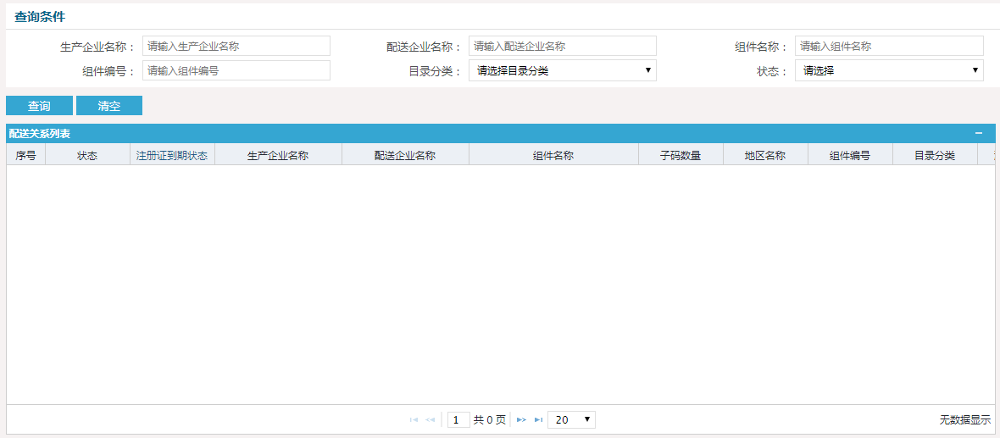 查询条件
生产企业名称： 请输入生产企业名称 配送企业名称： 请输入配送企业名称 组件名称： 请输入组件名称
组件编号： 请输入组件编号 目录分类： 请选择目录分类 状态： 请选择
查询 清空
配送关系列表
序号 状态 注册证到期状态 生产企业名称 配送企业名称 组件名称 子码数量 地区名称 组件编号 目录分类
1 共 0 页 20 无数据显示